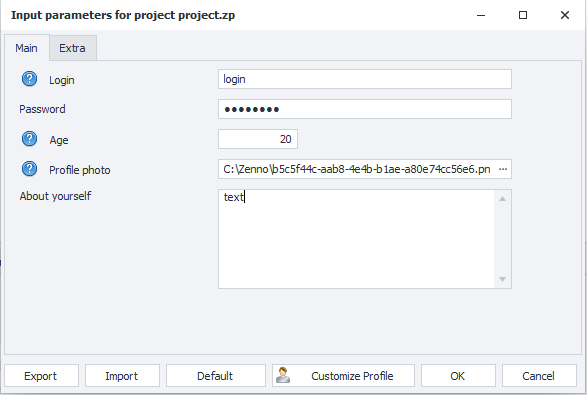 Input parameters for project project.zp
Main Extra
Login login
Password ●●●●●●●●
Age 20
Profile photo C:\Zenno\b5c5f44c-aab8-4e4b-b1ae-a80e74cc56e6.pn ...
About yourself text
Export Import Default Customize Profile OK Cancel